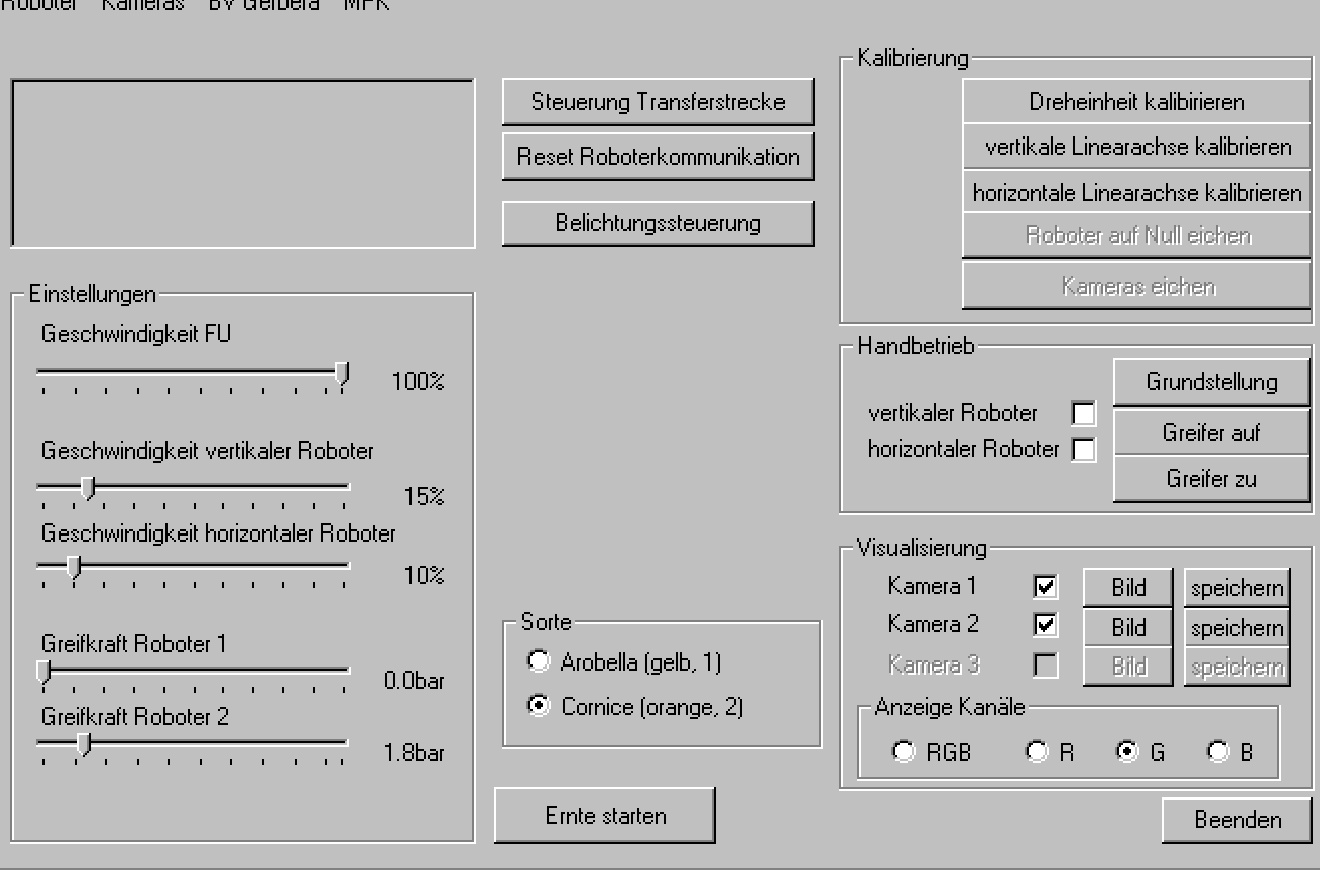 Roboter Kameras BV Gerbera MFK
Steuerung Transferstrecke
Reset Roboterkommunikation
Belichtungssteuerung
Einstellungen
Geschwindigkeit FU
100%
Geschwindigkeit vertikaler Roboter
15%
Geschwindigkeit horizontaler Roboter
10%
Greifkraft Roboter 1
0.0bar
Greifkraft Roboter 2
1.8bar
Sorte
Arobella (gelb, 1)
Cornice (orange, 2)
Ernte starten
Kalibrierung
Dreheinheit kalibirieren
vertikale Linearachse kalibrieren
horizontale Linearachse kalibrieren
Roboter auf Null eichen
Kameras eichen
Handbetrieb
Grundstellung
vertikaler Roboter
Greifer auf
horizontaler Roboter
Greifer zu
Visualisierung
Kamera 1 Bild speichern
Kamera 2 Bild speichern
Kamera 3 Bild speichern
Anzeige Kanäle
RGB R G B
Beenden